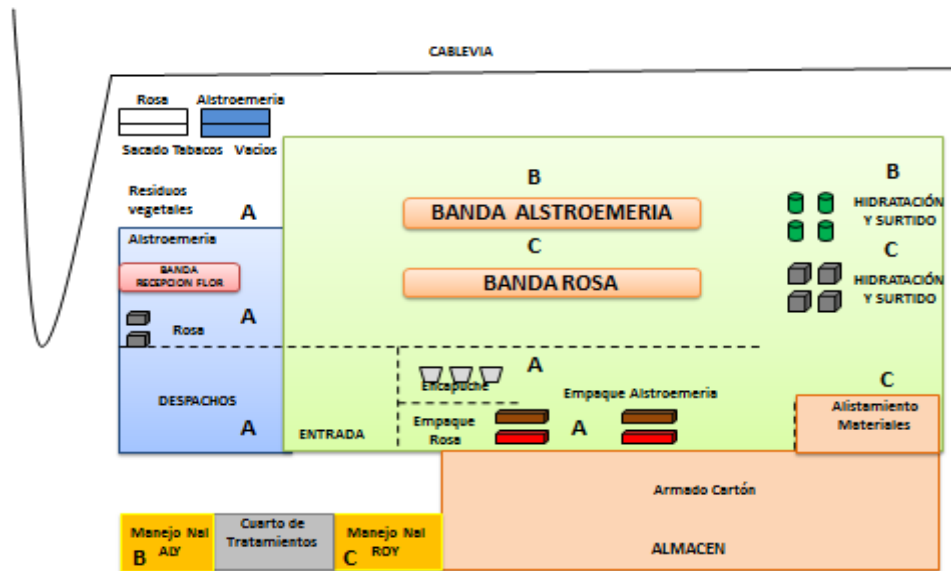 CABLEVIA
Rosa
Alstroemeria
Sacado Tabacos
Vacios
Residuos
vegetales
A
Alstroemeria
BANDA
RECEPCION FLOR
Rosa
A
DESPACHOS
A
ENTRADA
B
BANDA ALSTROEMERIA
C
BANDA ROSA
B
HIDRATACIÓN
Y SURTIDO
C
HIDRATACIÓN
Y SURTIDO
A
Encapuche
Empaque Alstroemeria
Empaque
Rosa
A
C
Alistamiento
Materiales
Armado Cartón
ALMACEN
Manejo Nal
ALY
B
Cuarto de
Tratamientos
Manejo Nal
ROY
C